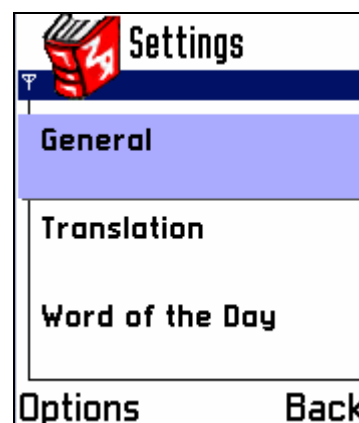 Settings
General
Translation
Word of the Day
Options Back